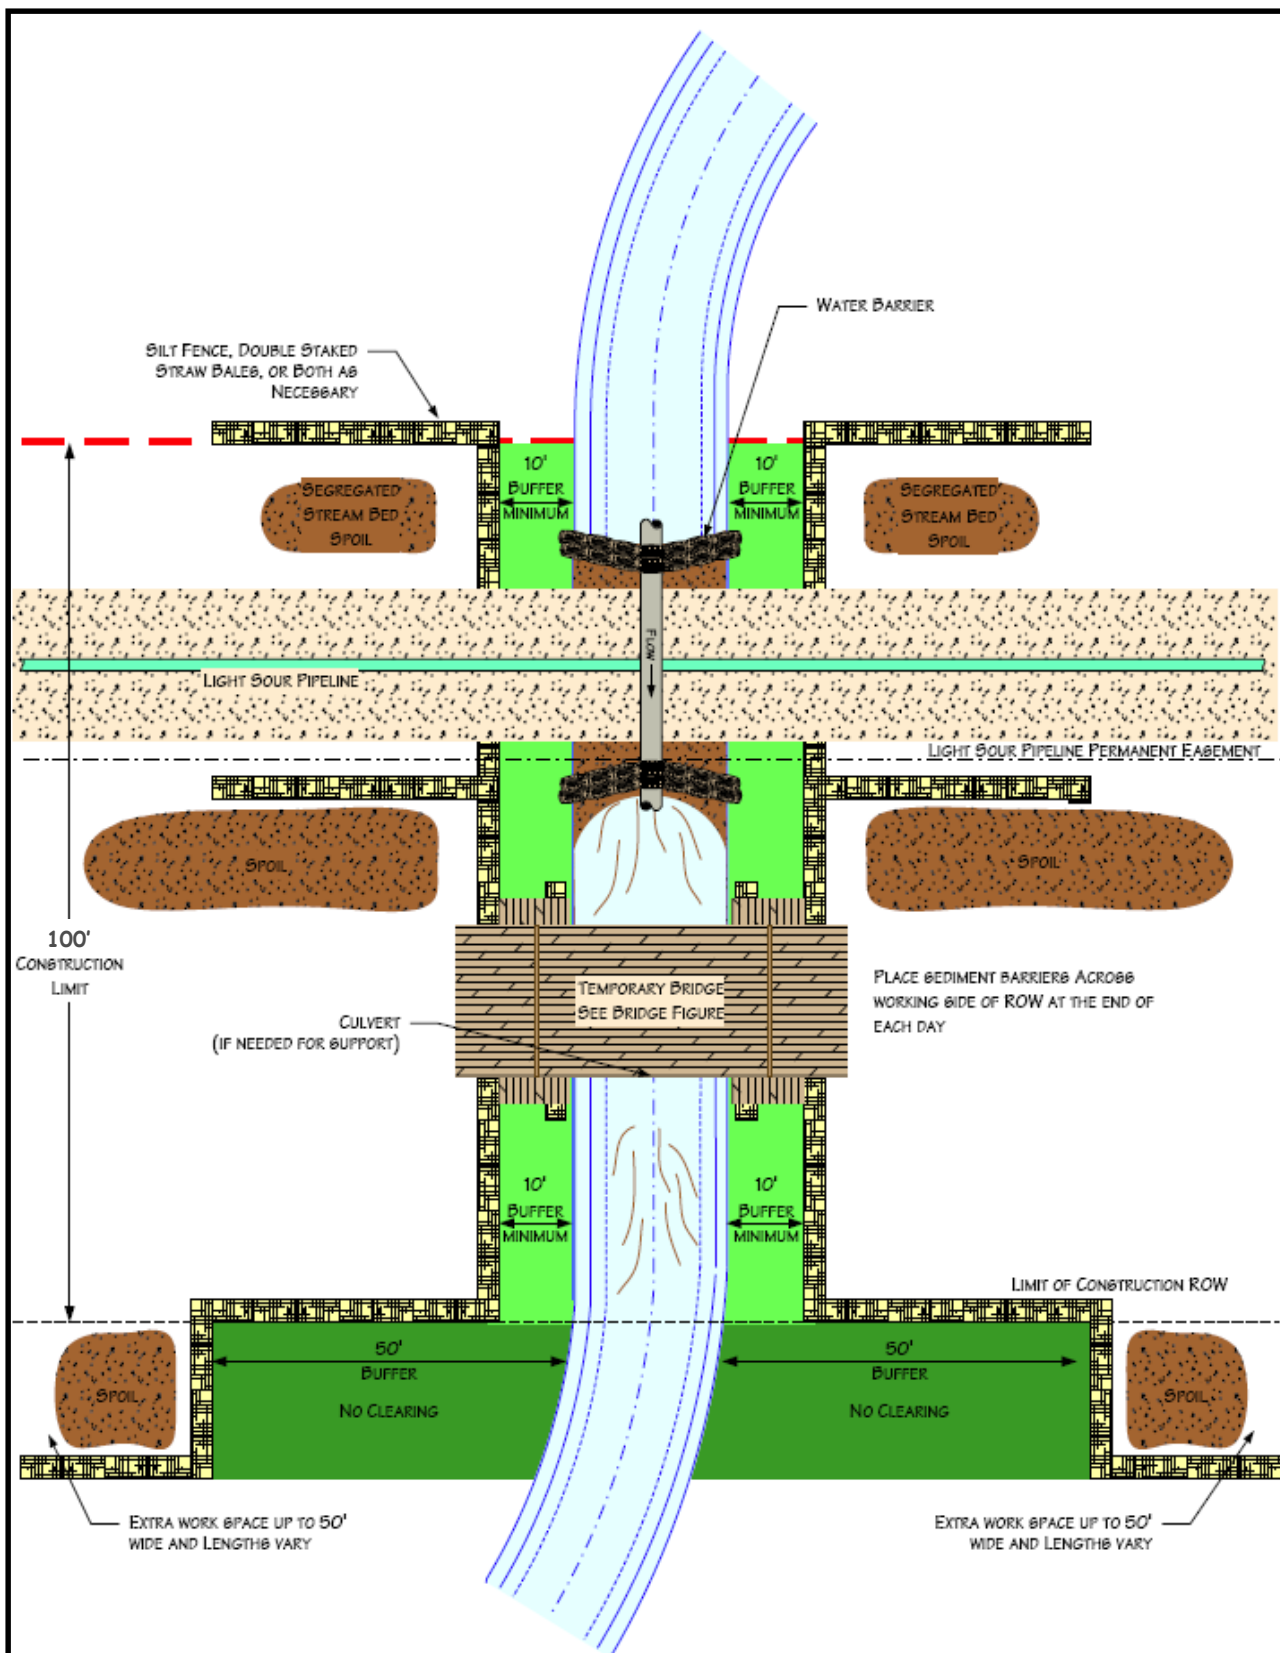 WATER BARRIER
SILT FENCE, DOUBLE STAKED
STRAW BALES, OR BOTH AS
NECESSARY
10'
BUFFER
MINIMUM
10'
BUFFER
MINIMUM
SEGREGATED
STREAM BED
SPOIL
SEGREGATED
STREAM BED
SPOIL
FLOW
LIGHT SOUR PIPELINE
LIGHT SOUR PIPELINE PERMANENT EASEMENT
SPOIL
SPOIL
100'
CONSTRUCTION
LIMIT
TEMPORARY BRIDGE
SEE BRIDGE FIGURE
PLACE SEDIMENT BARRIERS ACROSS
WORKING SIDE OF ROW AT THE END OF
EACH DAY
CULVERT
(IF NEEDED FOR SUPPORT)
10'
BUFFER
MINIMUM
10'
BUFFER
MINIMUM
LIMIT OF CONSTRUCTION ROW
50'
BUFFER
NO CLEARING
50'
BUFFER
NO CLEARING
SPOIL
SPOIL
EXTRA WORK SPACE UP TO 50'
WIDE AND LENGTHS VARY
EXTRA WORK SPACE UP TO 50'
WIDE AND LENGTHS VARY